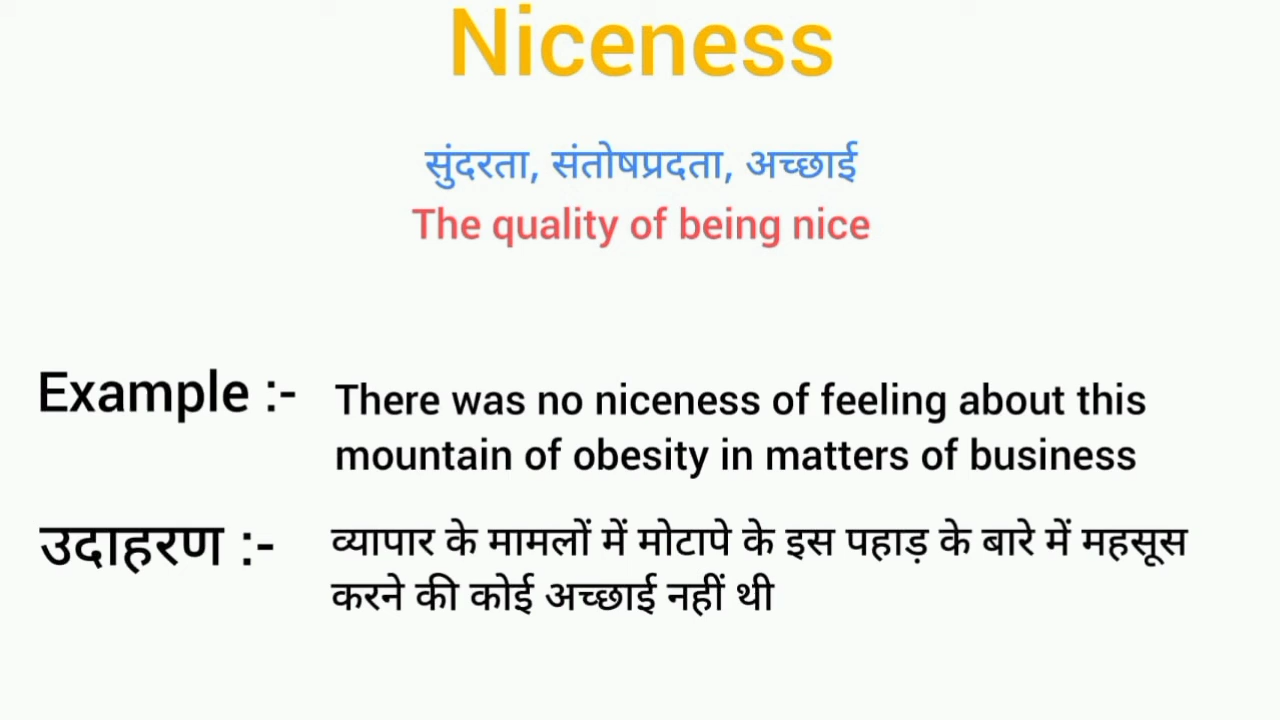 Niceness
सुंदरता, संतोषप्रदता, अच्छाई
The quality of being nice
Example :- There was no niceness of feeling about this
mountain of obesity in matters of business
उदाहरण :- व्यापार के मामलों में मोटापे के इस पहाड़ के बारे में महसूस
करने की कोई अच्छाई नहीं थी